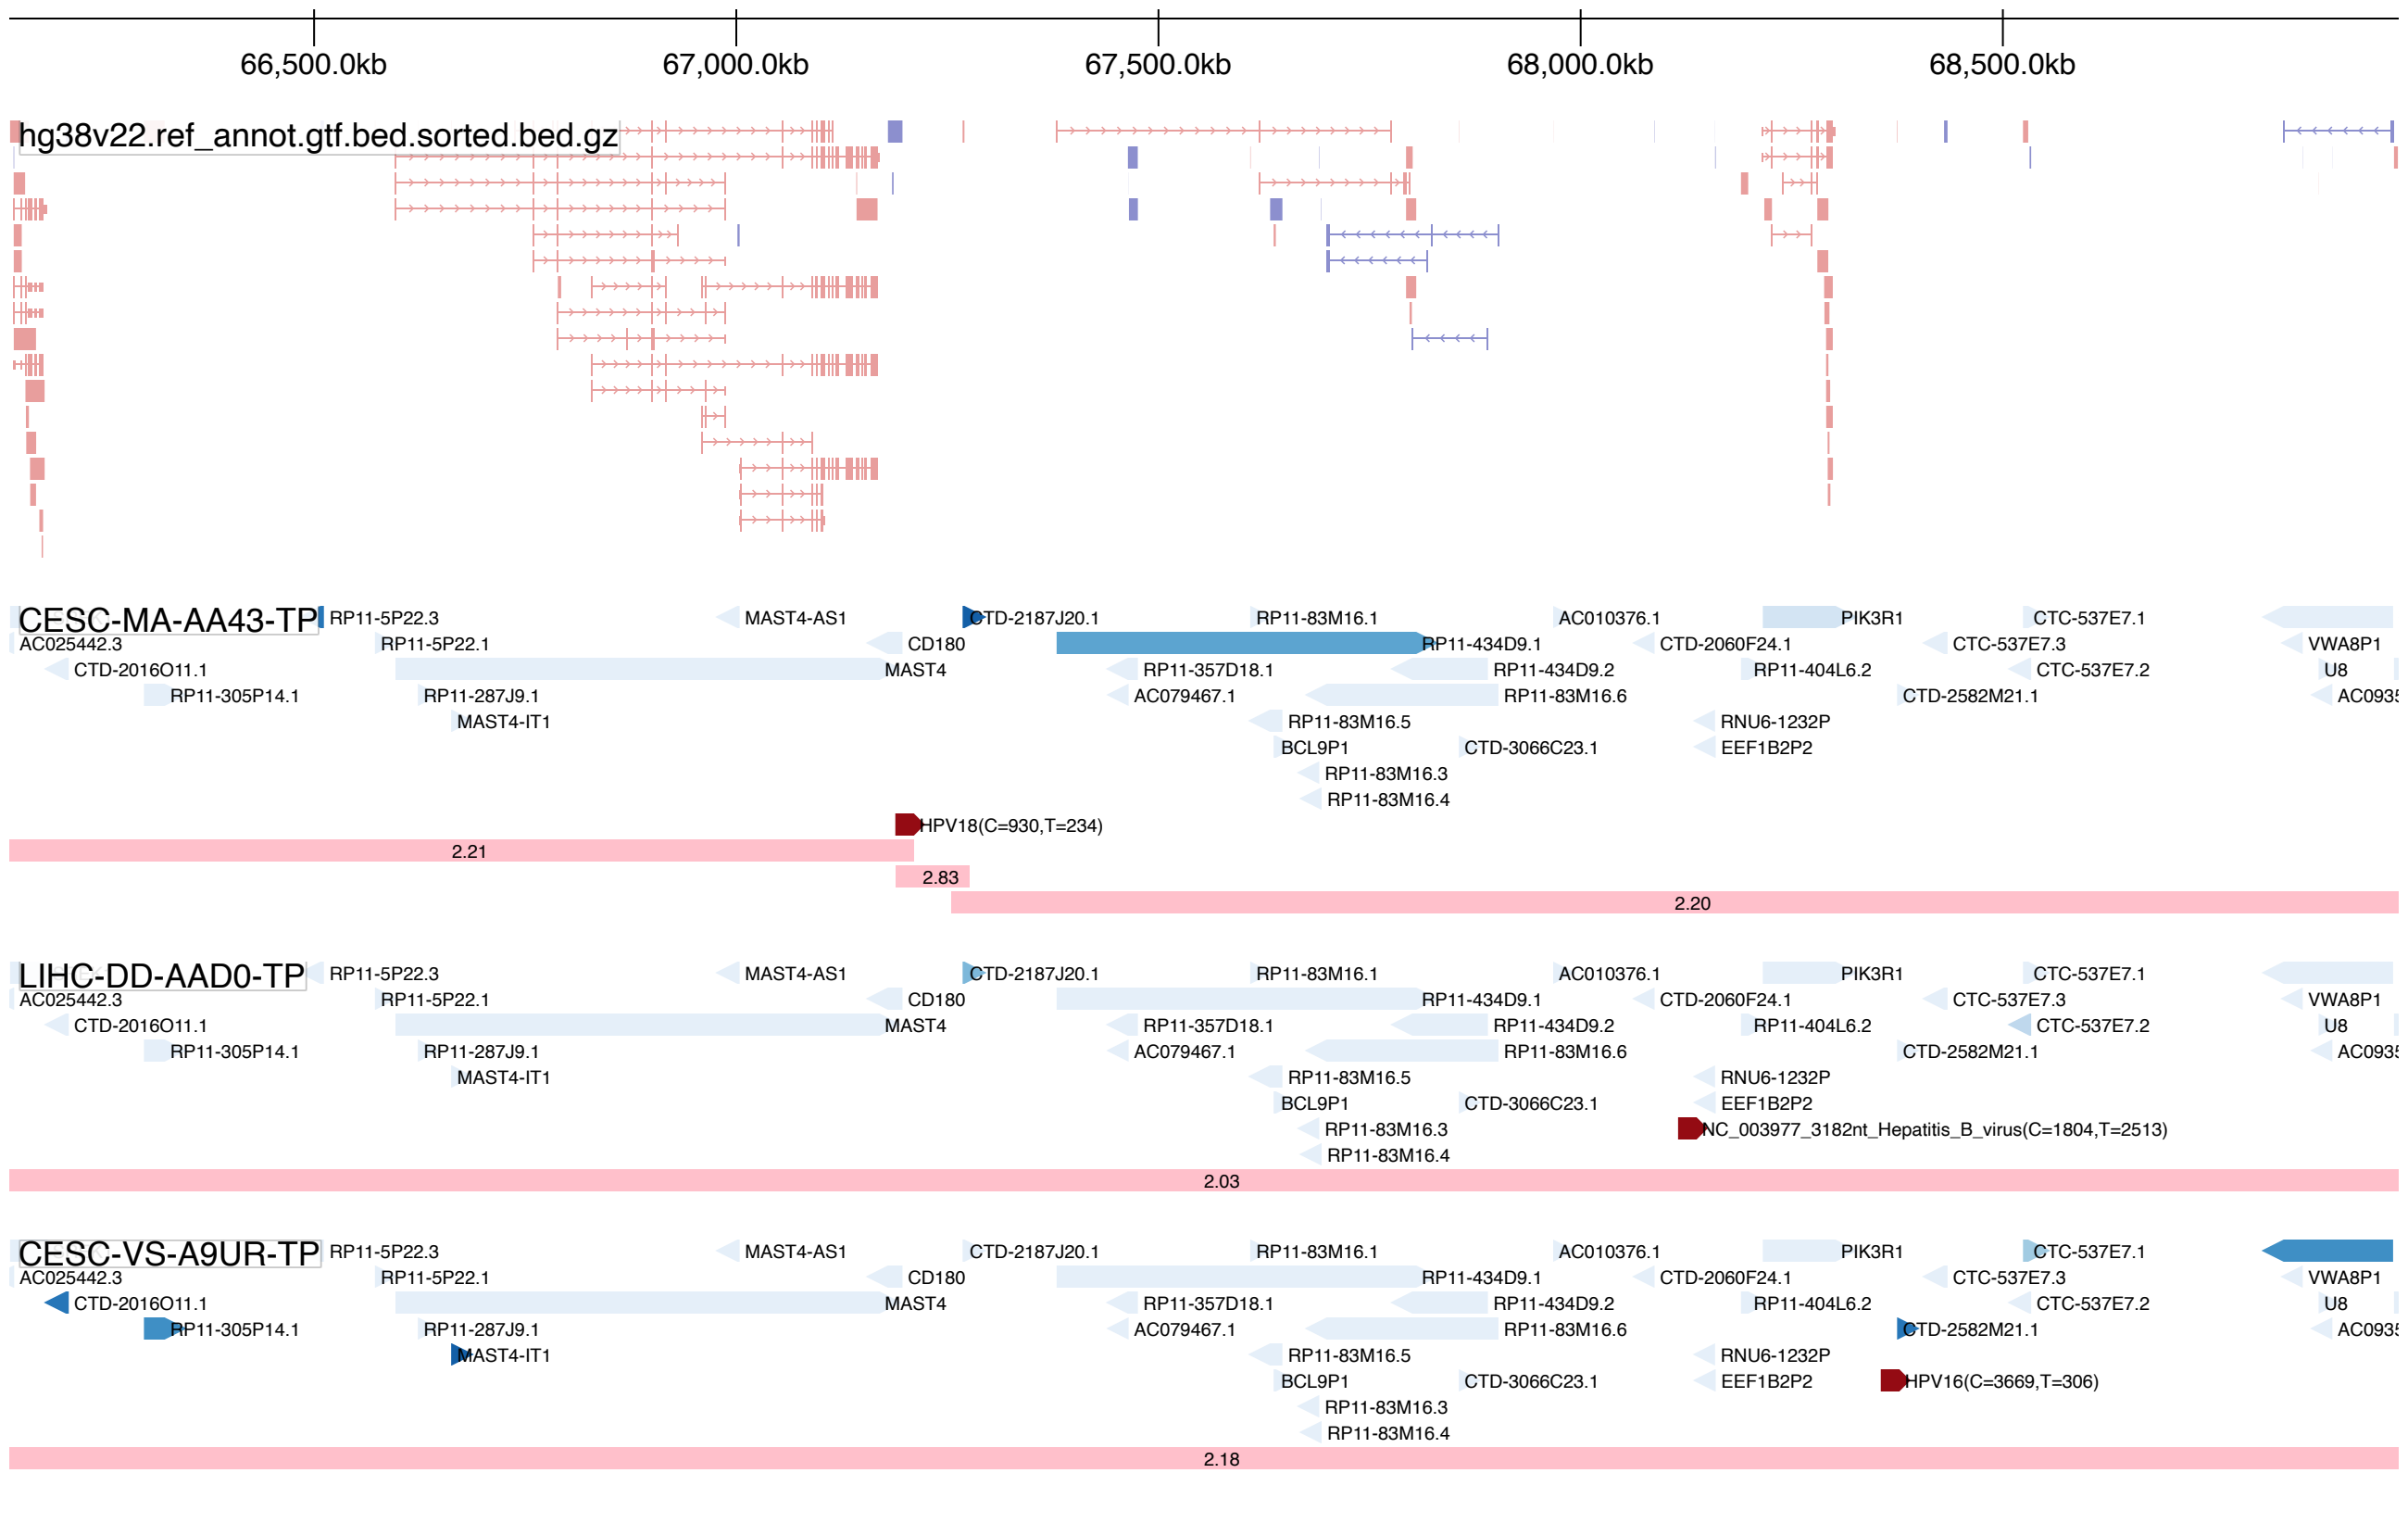 66,500.0kb 67,000.0kb 67,500.0kb 68,000.0kb 68,500.0kb
hg38v22.ref_annot.gtf.bed.sorted.bed.gz
CESC-MA-AA43-TP RP11-5P22.3 MAST4-AS1 CTD-2187J20.1 RP11-83M16.1 AC010376.1 PIK3R1 CTC-537E7.1
AC025442.3 RP11-5P22.1 CD180 RP11-434D9.1 CTD-2060F24.1 CTC-537E7.3 VWA8P1
CTD-2016O11.1 MAST4 RP11-357D18.1 RP11-434D9.2 RP11-404L6.2 CTC-537E7.2 U8
RP11-305P14.1 RP11-287J9.1 AC079467.1 RP11-83M16.6 CTD-2582M21.1
MAST4-IT1 RP11-83M16.5 RNU6-1232P
BCL9P1 CTD-3066C23.1 EEF1B2P2
RP11-83M16.3
RP11-83M16.4
HPV18(C=930,T=234)
2.21
2.83
2.20
LIHC-DD-AAD0-TP RP11-5P22.3 MAST4-AS1 CTD-2187J20.1 RP11-83M16.1 AC010376.1 PIK3R1 CTC-537E7.1
AC025442.3 RP11-5P22.1 CD180 RP11-434D9.1 CTD-2060F24.1 CTC-537E7.3 VWA8P1
CTD-2016O11.1 MAST4 RP11-357D18.1 RP11-434D9.2 RP11-404L6.2 CTC-537E7.2 U8
RP11-305P14.1 RP11-287J9.1 AC079467.1 RP11-83M16.6 CTD-2582M21.1
MAST4-IT1 RP11-83M16.5 RNU6-1232P
BCL9P1 CTD-3066C23.1 EEF1B2P2
RP11-83M16.3 NC_003977_3182nt_Hepatitis_B_virus(C=1804,T=2513)
RP11-83M16.4
2.03
CESC-VS-A9UR-TP RP11-5P22.3 MAST4-AS1 CTD-2187J20.1 RP11-83M16.1 AC010376.1 PIK3R1 CTC-537E7.1
AC025442.3 RP11-5P22.1 CD180 RP11-434D9.1 CTD-2060F24.1 CTC-537E7.3 VWA8P1
CTD-2016O11.1 MAST4 RP11-357D18.1 RP11-434D9.2 RP11-404L6.2 CTC-537E7.2 U8
RP11-305P14.1 RP11-287J9.1 AC079467.1 RP11-83M16.6 CTD-2582M21.1
MAST4-IT1 RP11-83M16.5 RNU6-1232P
BCL9P1 CTD-3066C23.1 EEF1B2P2 HPV16(C=3669,T=306)
RP11-83M16.3
RP11-83M16.4
2.18